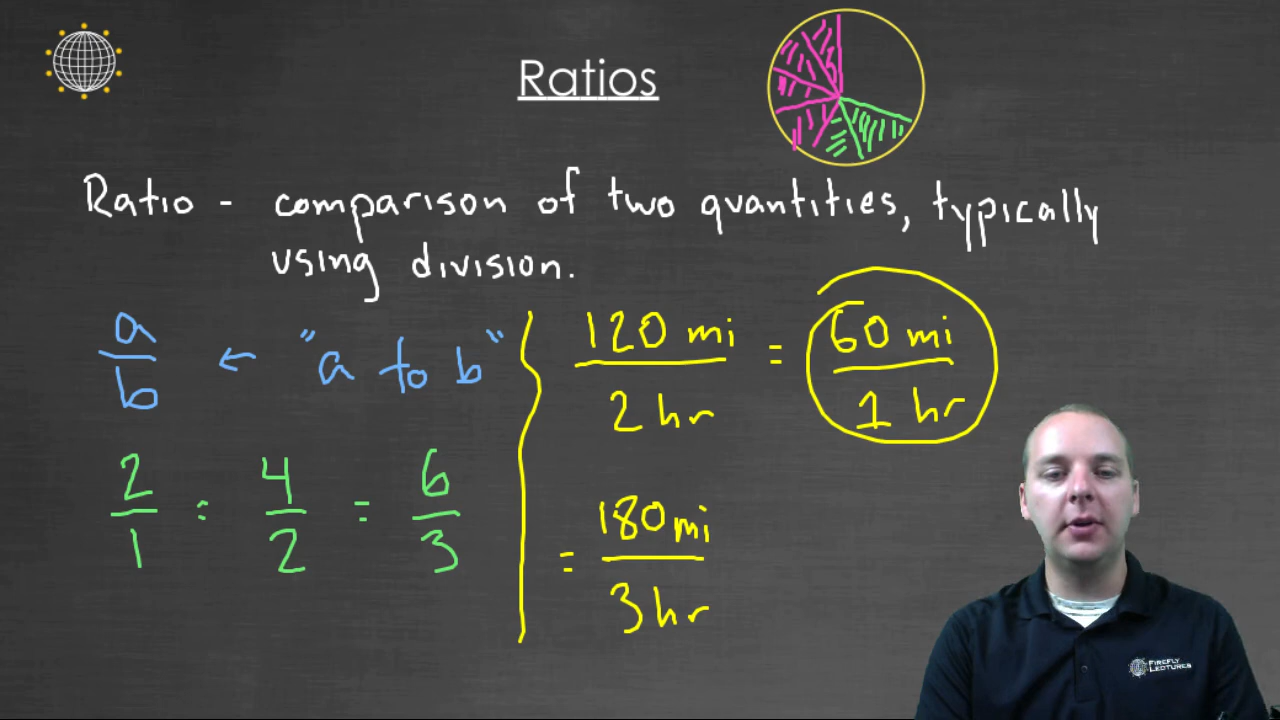 Ratios
Ratio - comparison of two quantities, typically
using division.
a
b
← "a to b"
2/1 = 4/2 = 6/3
120 mi
2 hr
=
60 mi
1 hr
=
180 mi
3 hr
FIREFLY
LECTURES